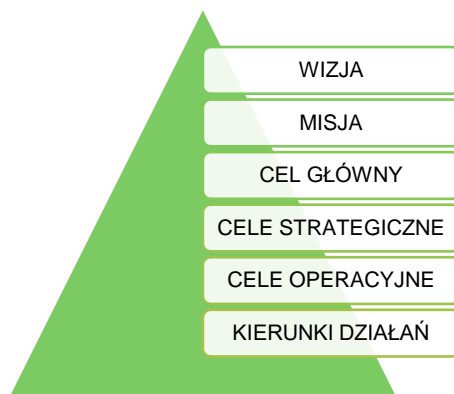 WIZJA
MISJA
CEL GŁÓWNY
CELE STRATEGICZNE
CELE OPERACYJNE
KIERUNKI DZIAŁAŃ